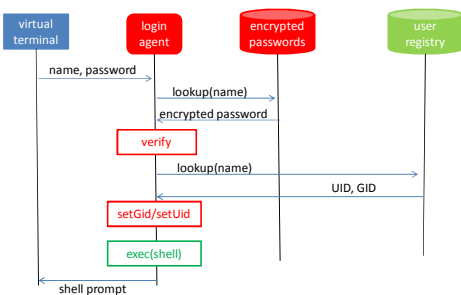 virtual
terminal
login
agent
encrypted
passwords
user
registry
name, password
lookup(name)
encrypted password
verify
lookup(name)
UID, GID
setGid/setUid
exec(shell)
shell prompt